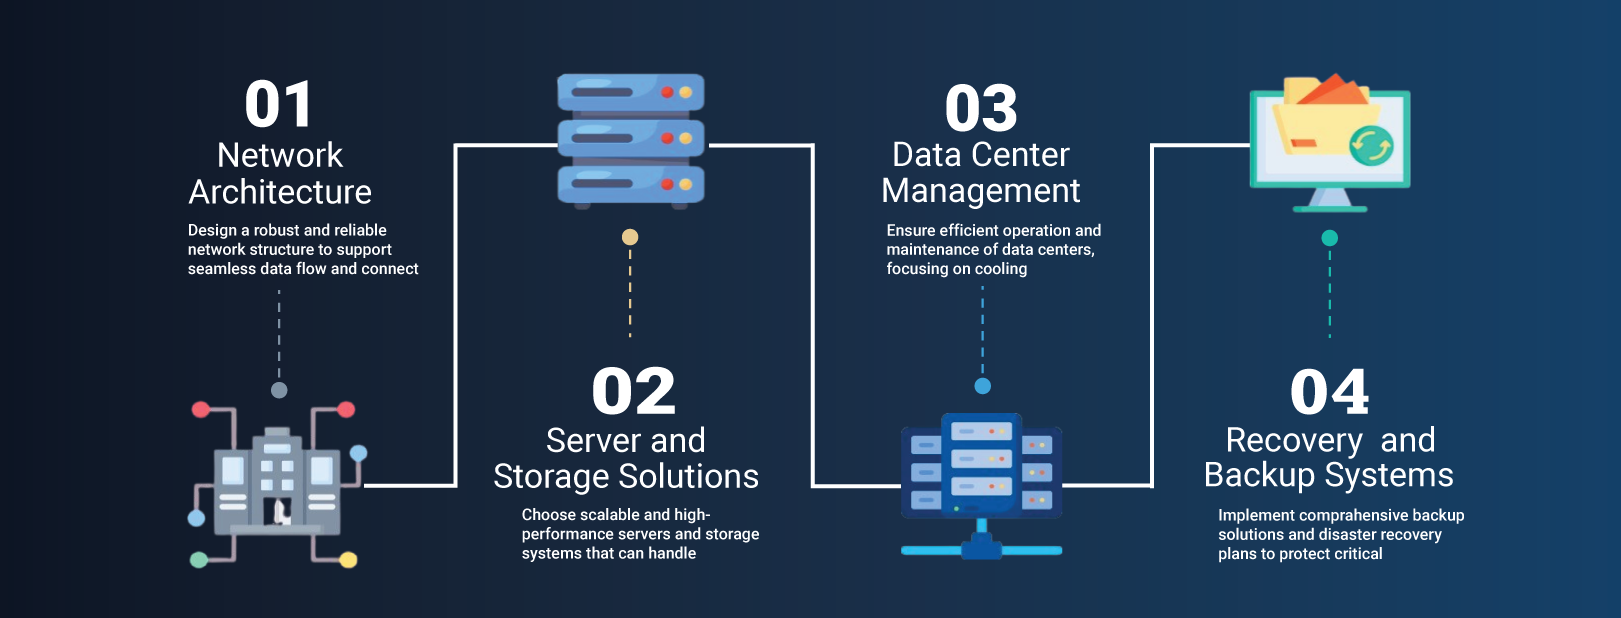 01
Network
Architecture
Design a robust and reliable
network structure to support
seamless data flow and connect
02
Server and
Storage Solutions
Choose scalable and high-
performance servers and storage
systems that can handle
03
Data Center
Management
Ensure efficient operation and
maintenance of data centers,
focusing on cooling
04
Recovery and
Backup Systems
Implement comprahensive backup
solutions and disaster recovery
plans to protect critical